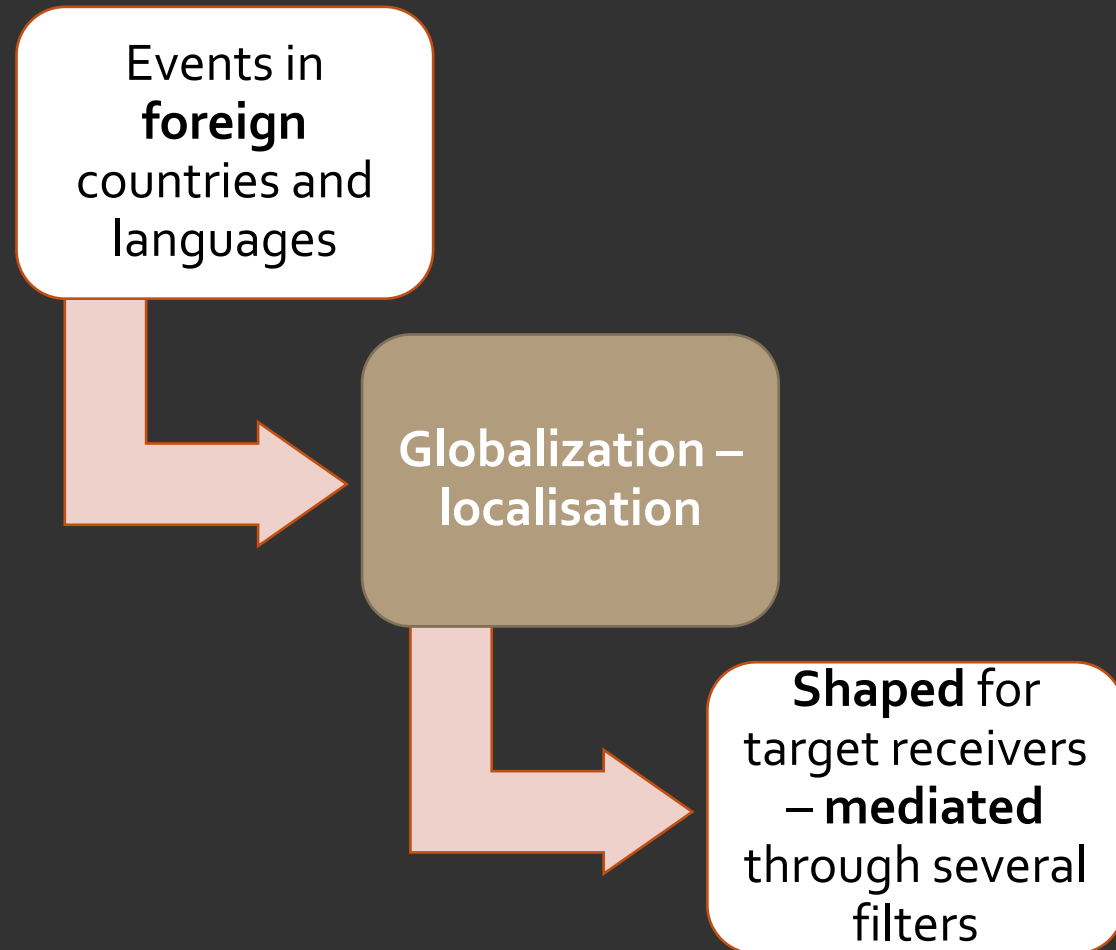 Events in
foreign
countries and
languages
Globalization –
localisation
Shaped for
target receivers
– mediated
through several
filters